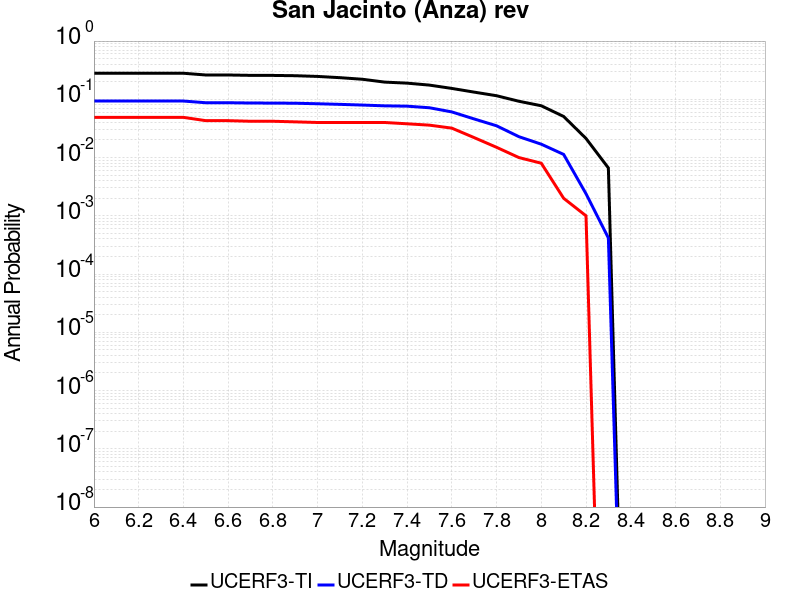 San Jacinto (Anza) rev
10^0
10^-1
10^-2
10^-3
10^-4
10^-5
10^-6
10^-7
10^-8
Annual Probability
6 6.2 6.4 6.6 6.8 7 7.2 7.4 7.6 7.8 8 8.2 8.4 8.6 8.8 9
Magnitude
UCERF3-TI UCERF3-TD UCERF3-ETAS